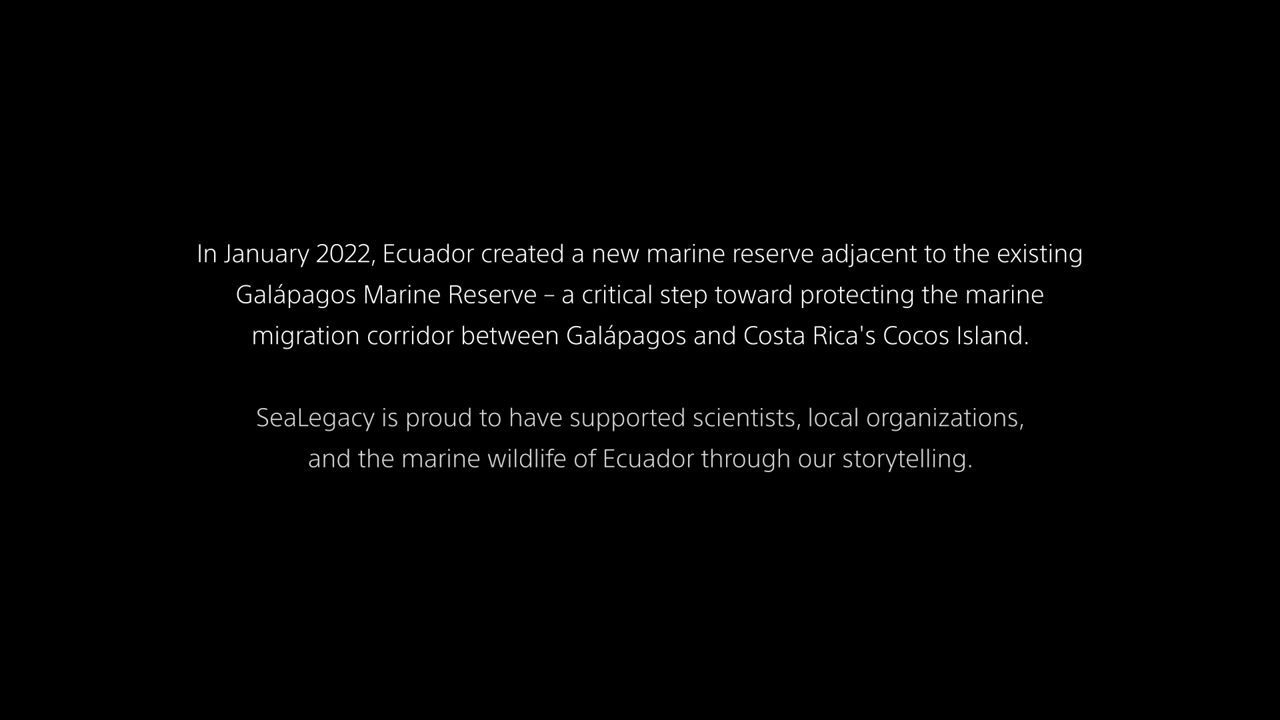 In January 2022, Ecuador created a new marine reserve adjacent to the existing
Galápagos Marine Reserve – a critical step toward protecting the marine
migration corridor between Galápagos and Costa Rica's Cocos Island.
SeaLegacy is proud to have supported scientists, local organizations,
and the marine wildlife of Ecuador through our storytelling.